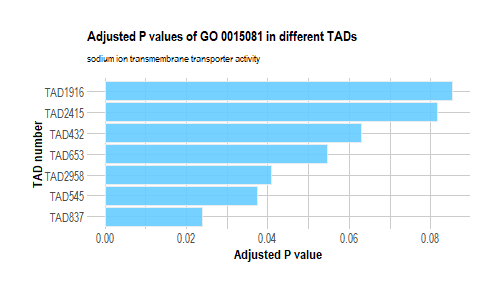 Adjusted P values of GO 0015081 in different TADs
sodium ion transmembrane transporter activity
TAD1916
TAD2415
TAD432
TAD653
TAD2958
TAD545
TAD837
TAD number
0.00 0.02 0.04 0.06 0.08
Adjusted P value